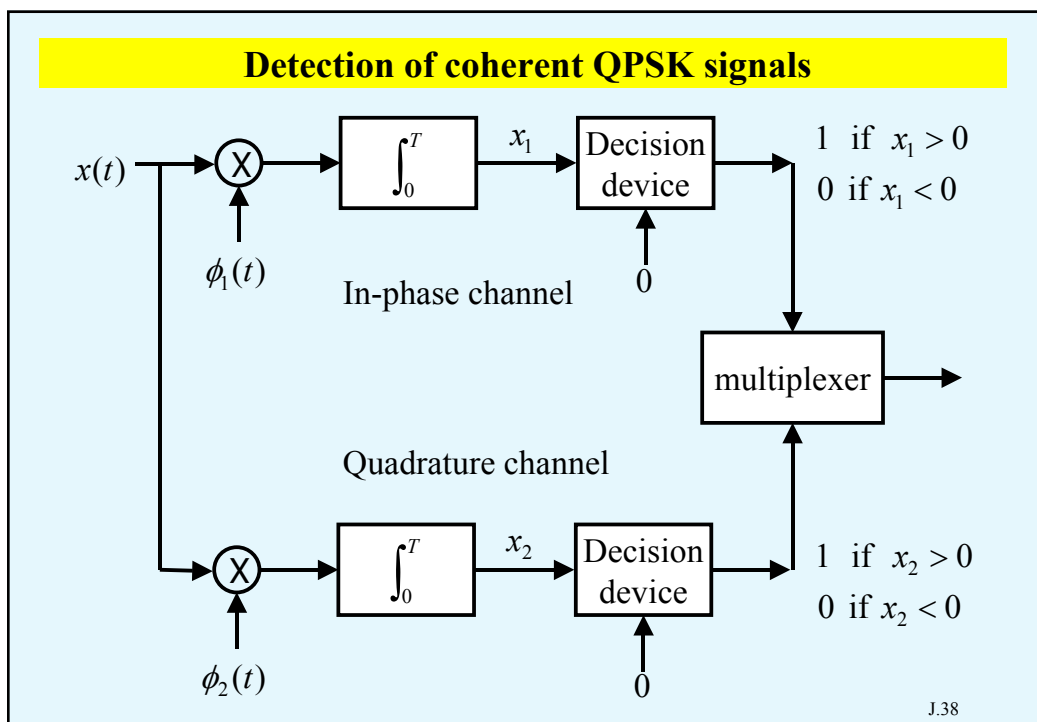 Detection of coherent QPSK signals
x(t)
X
ϕ₁(t)
∫₀ᵀ
x₁
Decision
device
0
1 if x₁ > 0
0 if x₁ < 0
In-phase channel
multiplexer
Quadrature channel
X
ϕ₂(t)
∫₀ᵀ
x₂
Decision
device
0
1 if x₂ > 0
0 if x₂ < 0
J.38